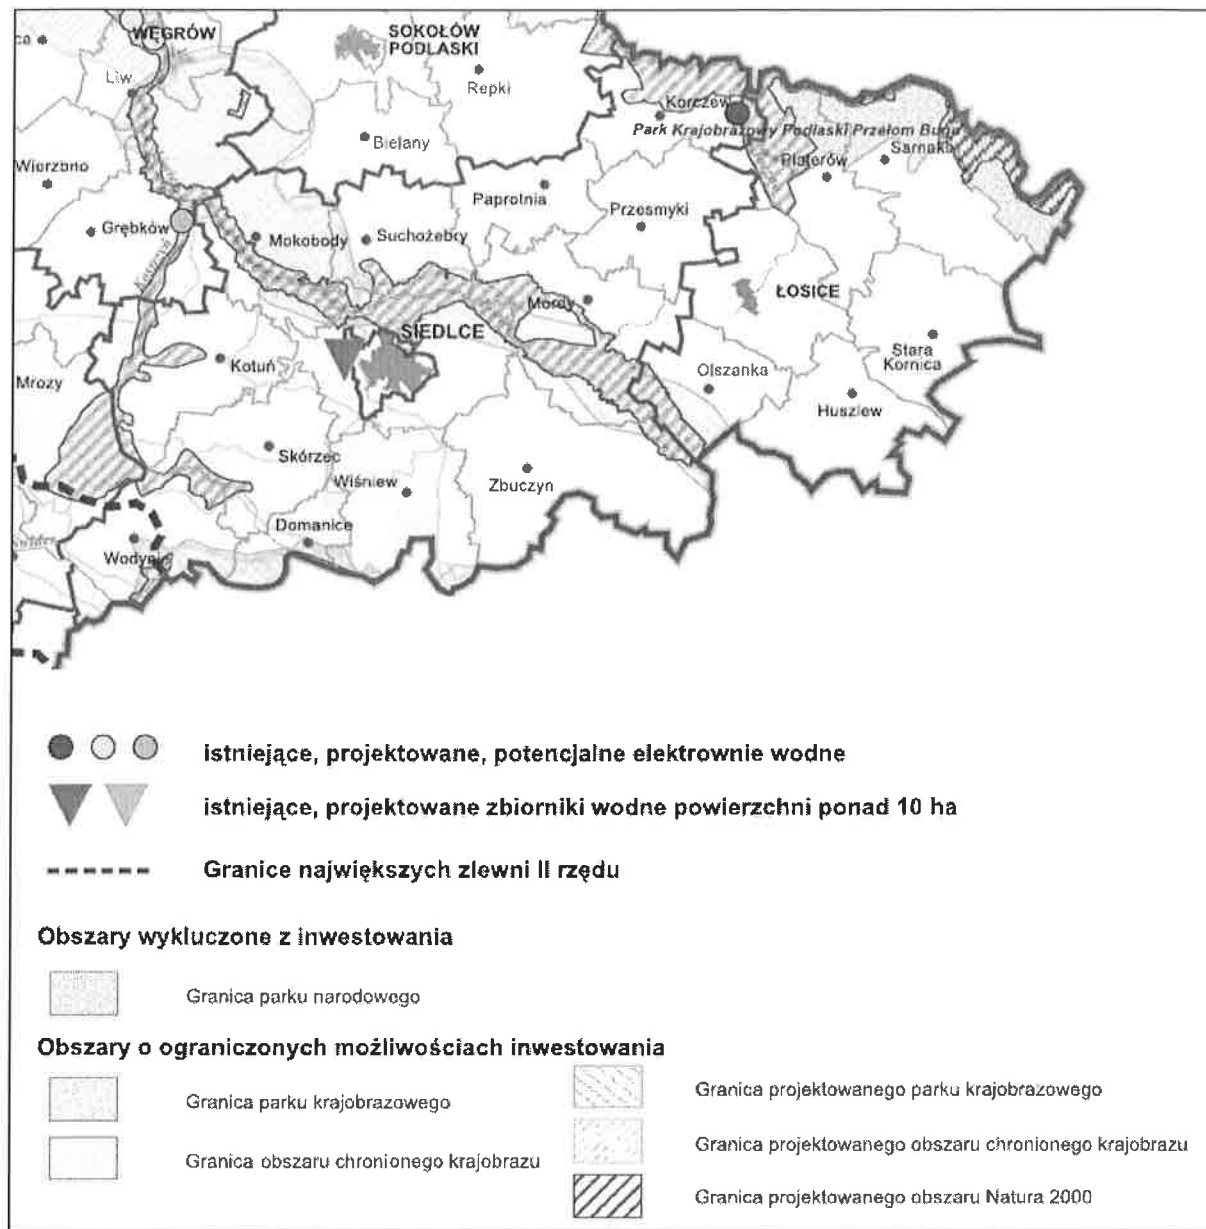 WĘGRÓW
SOKOŁÓW
PODLASKI
Liw
Repki
Korczew
Park Krajobrazowy Podlaski Przełom Bugu
Bielany
Sarnaki
Platerów
Wierzbno
Paprotnia
Przesmyki
Grębków
Mokobody
Suchożebry
Kostrzyń
Mordy
ŁOSICE
SIEDLCE
Stara
Kornica
Kotuń
Mrozy
Olszanka
Huszlew
Skórzec
Wiśniew
Zbuczyn
Domanice
Wodynie
istniejące, projektowane, potencjalne elektrownie wodne
istniejące, projektowane zbiorniki wodne powierzchni ponad 10 ha
Granice największych zlewni II rzędu
Obszary wykluczone z inwestowania
Granica parku narodowego
Obszary o ograniczonych możliwościach inwestowania
Granica parku krajobrazowego
Granica projektowanego parku krajobrazowego
Granica projektowanego obszaru chronionego krajobrazu
Granica obszaru chronionego krajobrazu
Granica projektowanego obszaru Natura 2000